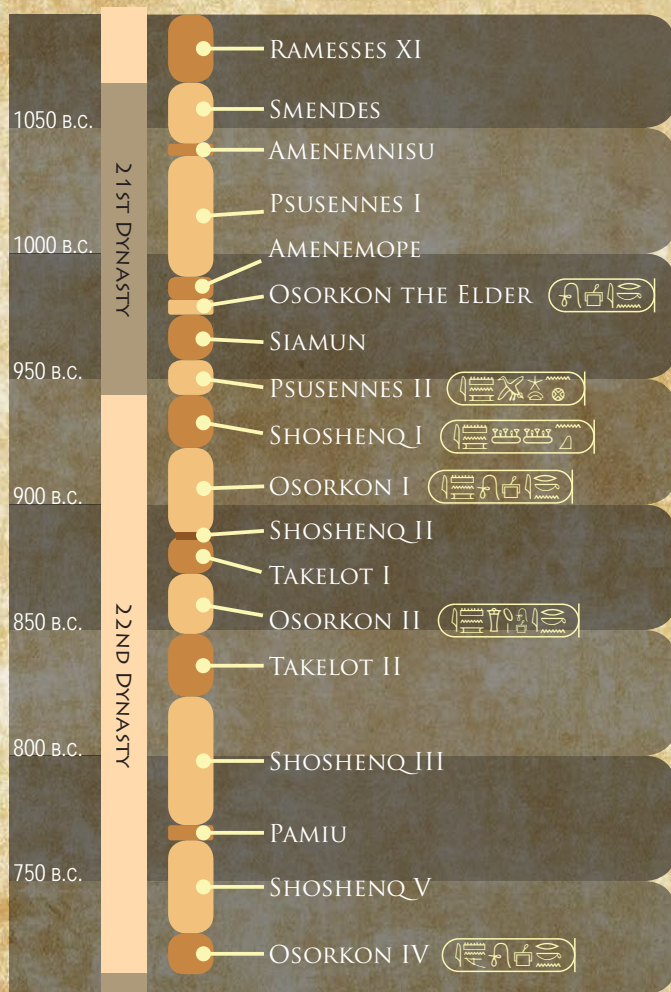 RAMESSES XI
SMENDES
1050 B.C.
AMENEMNISU
21ST DYNASTY
PSUSENNES I
1000 B.C.
AMENEMOPE
OSORKON THE ELDER
SIAMUN
950 B.C.
PSUSENNES II
SHOSHENQ I
OSORKON I
900 B.C.
SHOSHENQ II
TAKELOT I
850 B.C.
OSORKON II
22ND DYNASTY
TAKELOT II
800 B.C.
SHOSHENQ III
PAMIU
750 B.C.
SHOSHENQ V
OSORKON IV